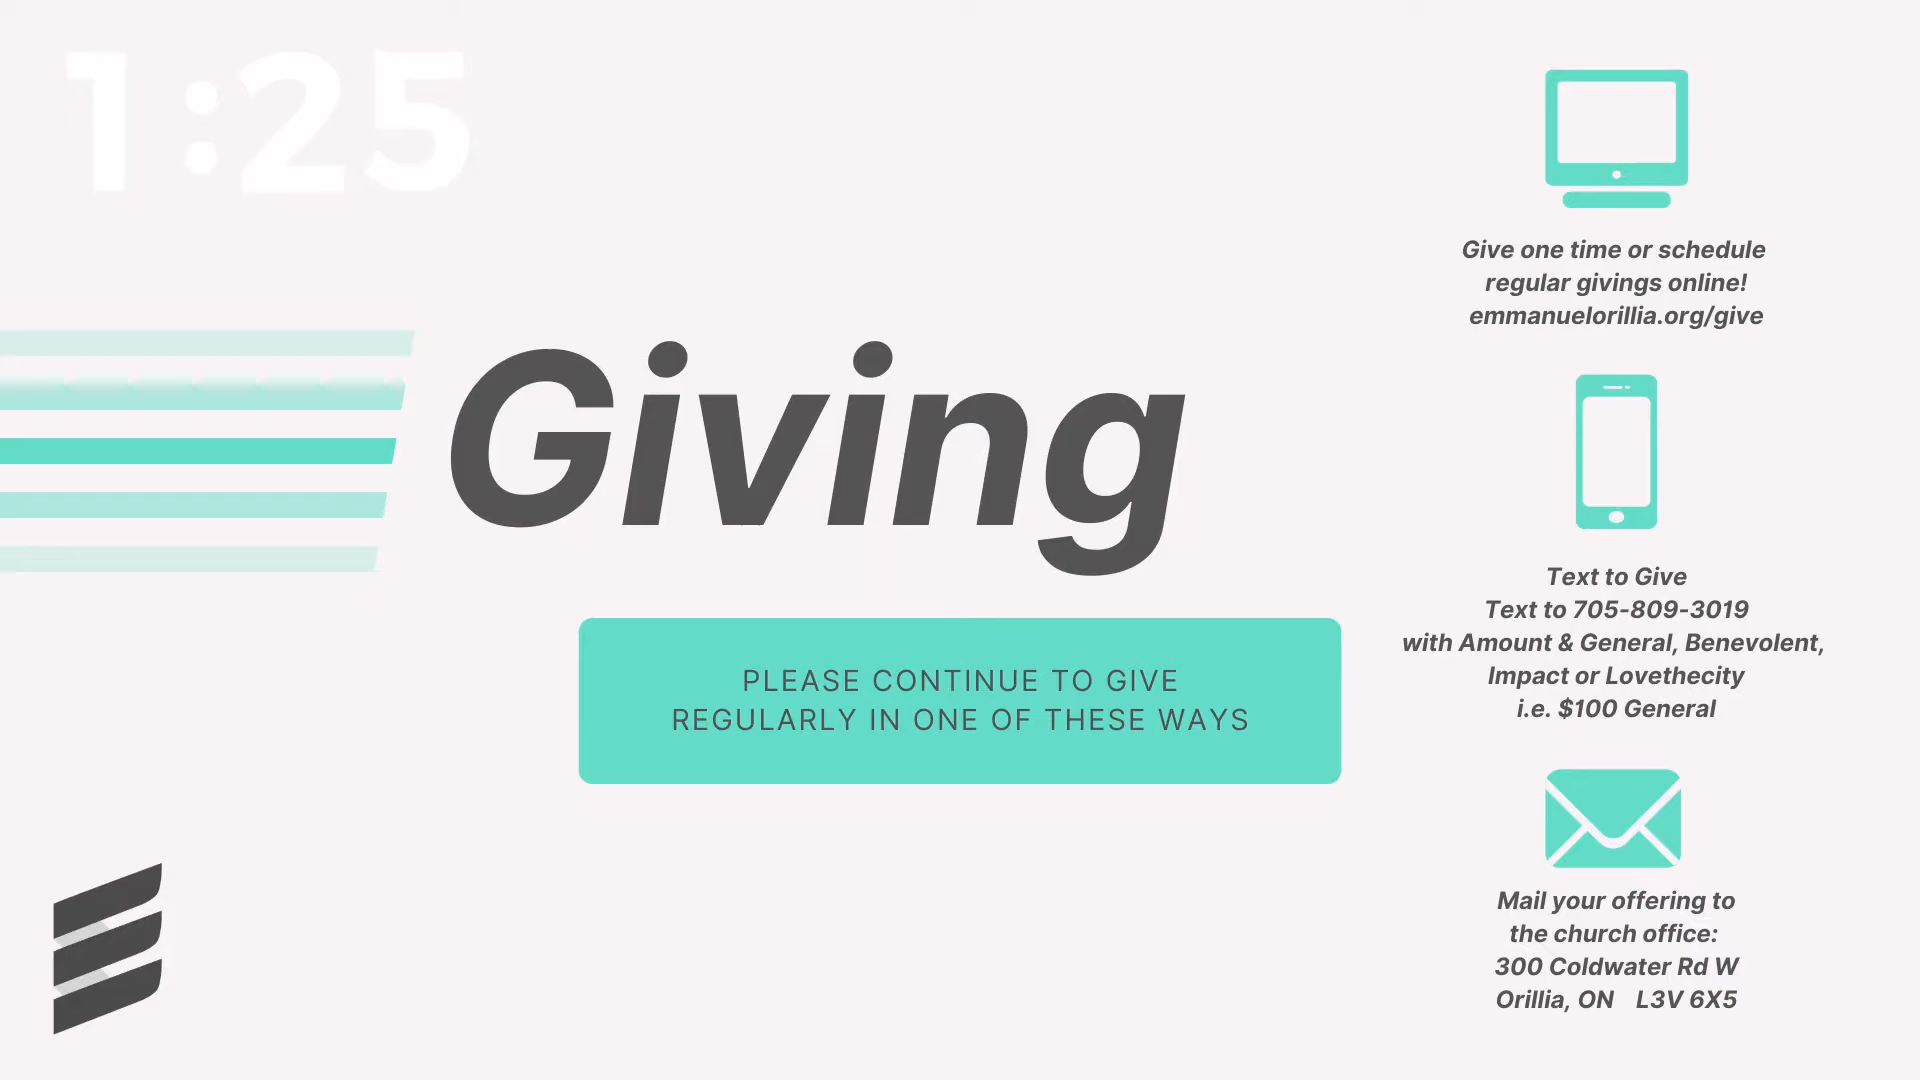 1:25
Giving
PLEASE CONTINUE TO GIVE
REGULARLY IN ONE OF THESE WAYS
Give one time or schedule
regular givings online!
emmanuelorillia.org/give
Text to Give
Text to 705-809-3019
with Amount & General, Benevolent,
Impact or Lovethecity
i.e. $100 General
Mail your offering to
the church office:
300 Coldwater Rd W
Orillia, ON L3V 6X5